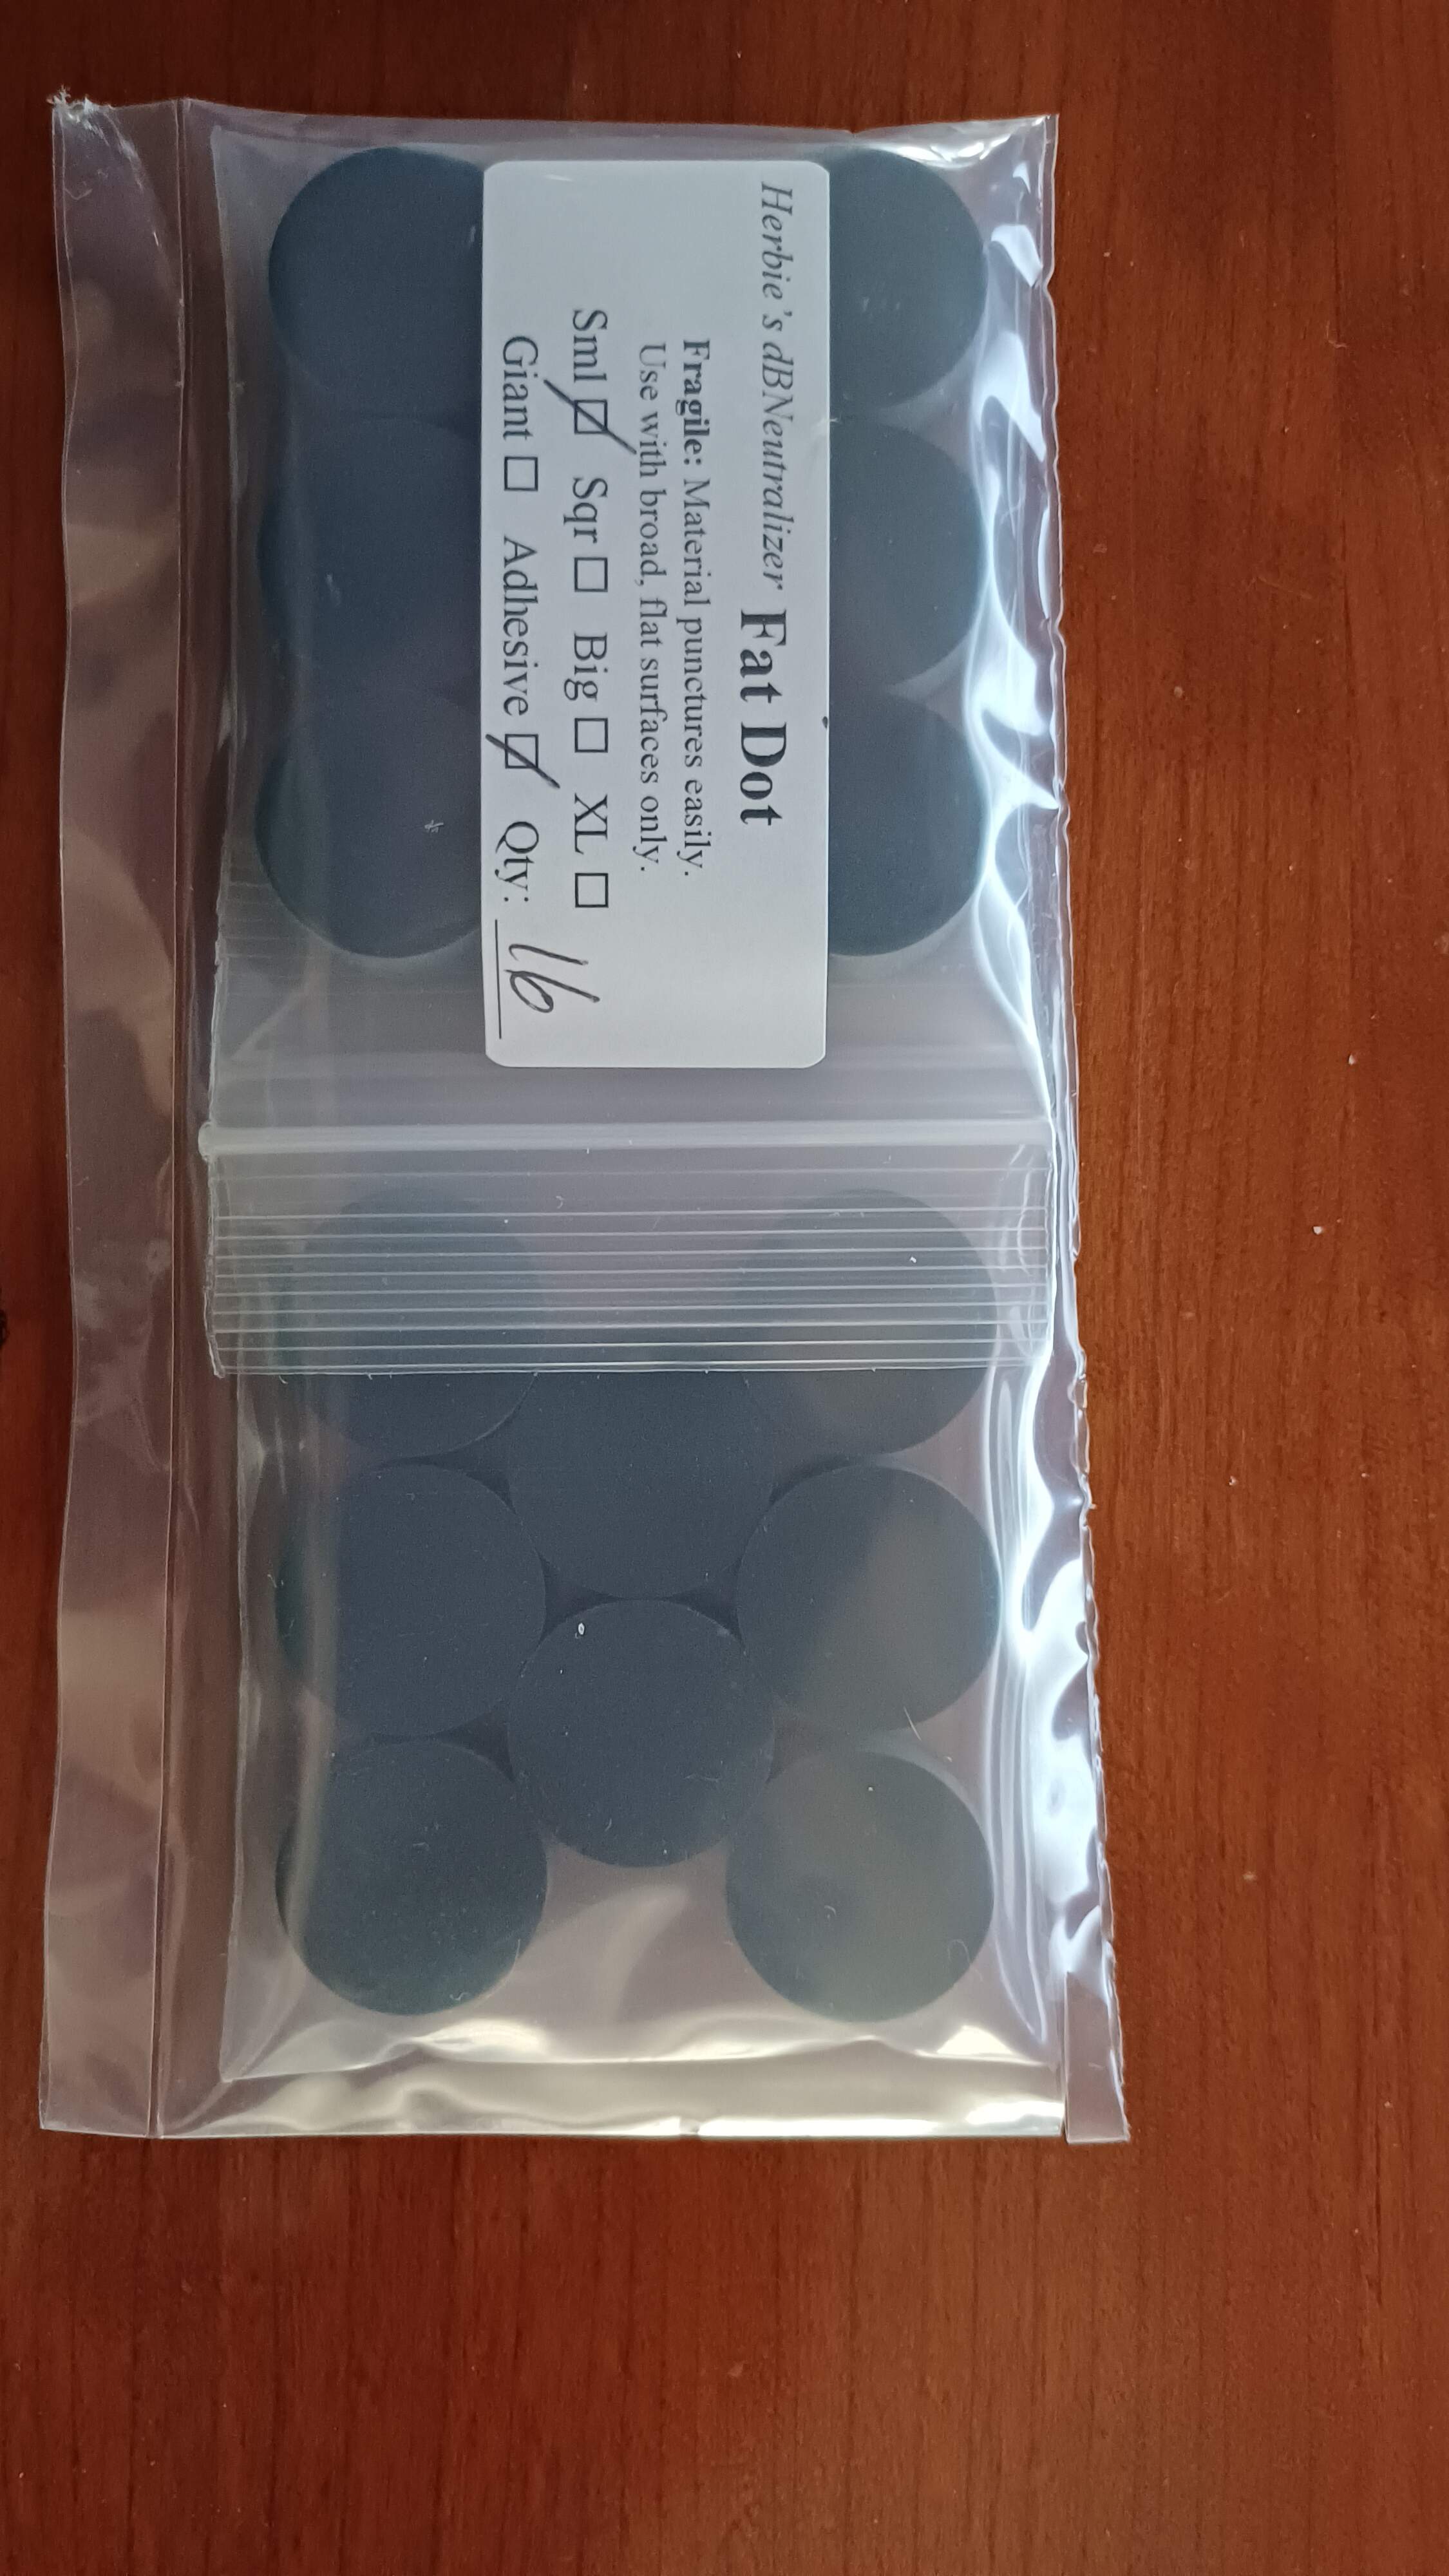 Herbie's dBNeutralizer Fat Dot
Fragile: Material punctures easily.
Use with broad, flat surfaces only.
Sml ☑ Sqr ☐ Big ☐ XL ☐
Giant ☐ Adhesive ☑ Qty: 16